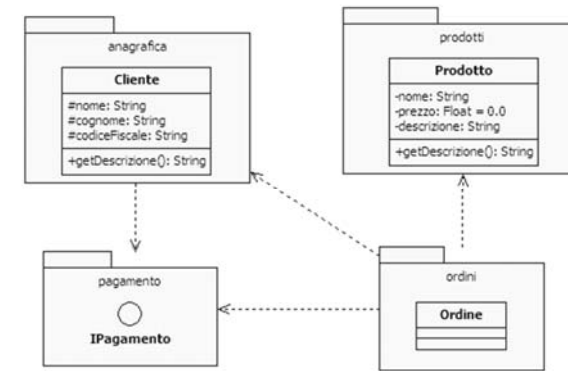 anagrafica
Cliente
#nome: String
#cognome: String
#codiceFiscale: String
+getDescrizione(): String
prodotti
Prodotto
-nome: String
-prezzo: Float = 0.0
-descrizione: String
+getDescrizione(): String
pagamento
IPagamento
ordini
Ordine